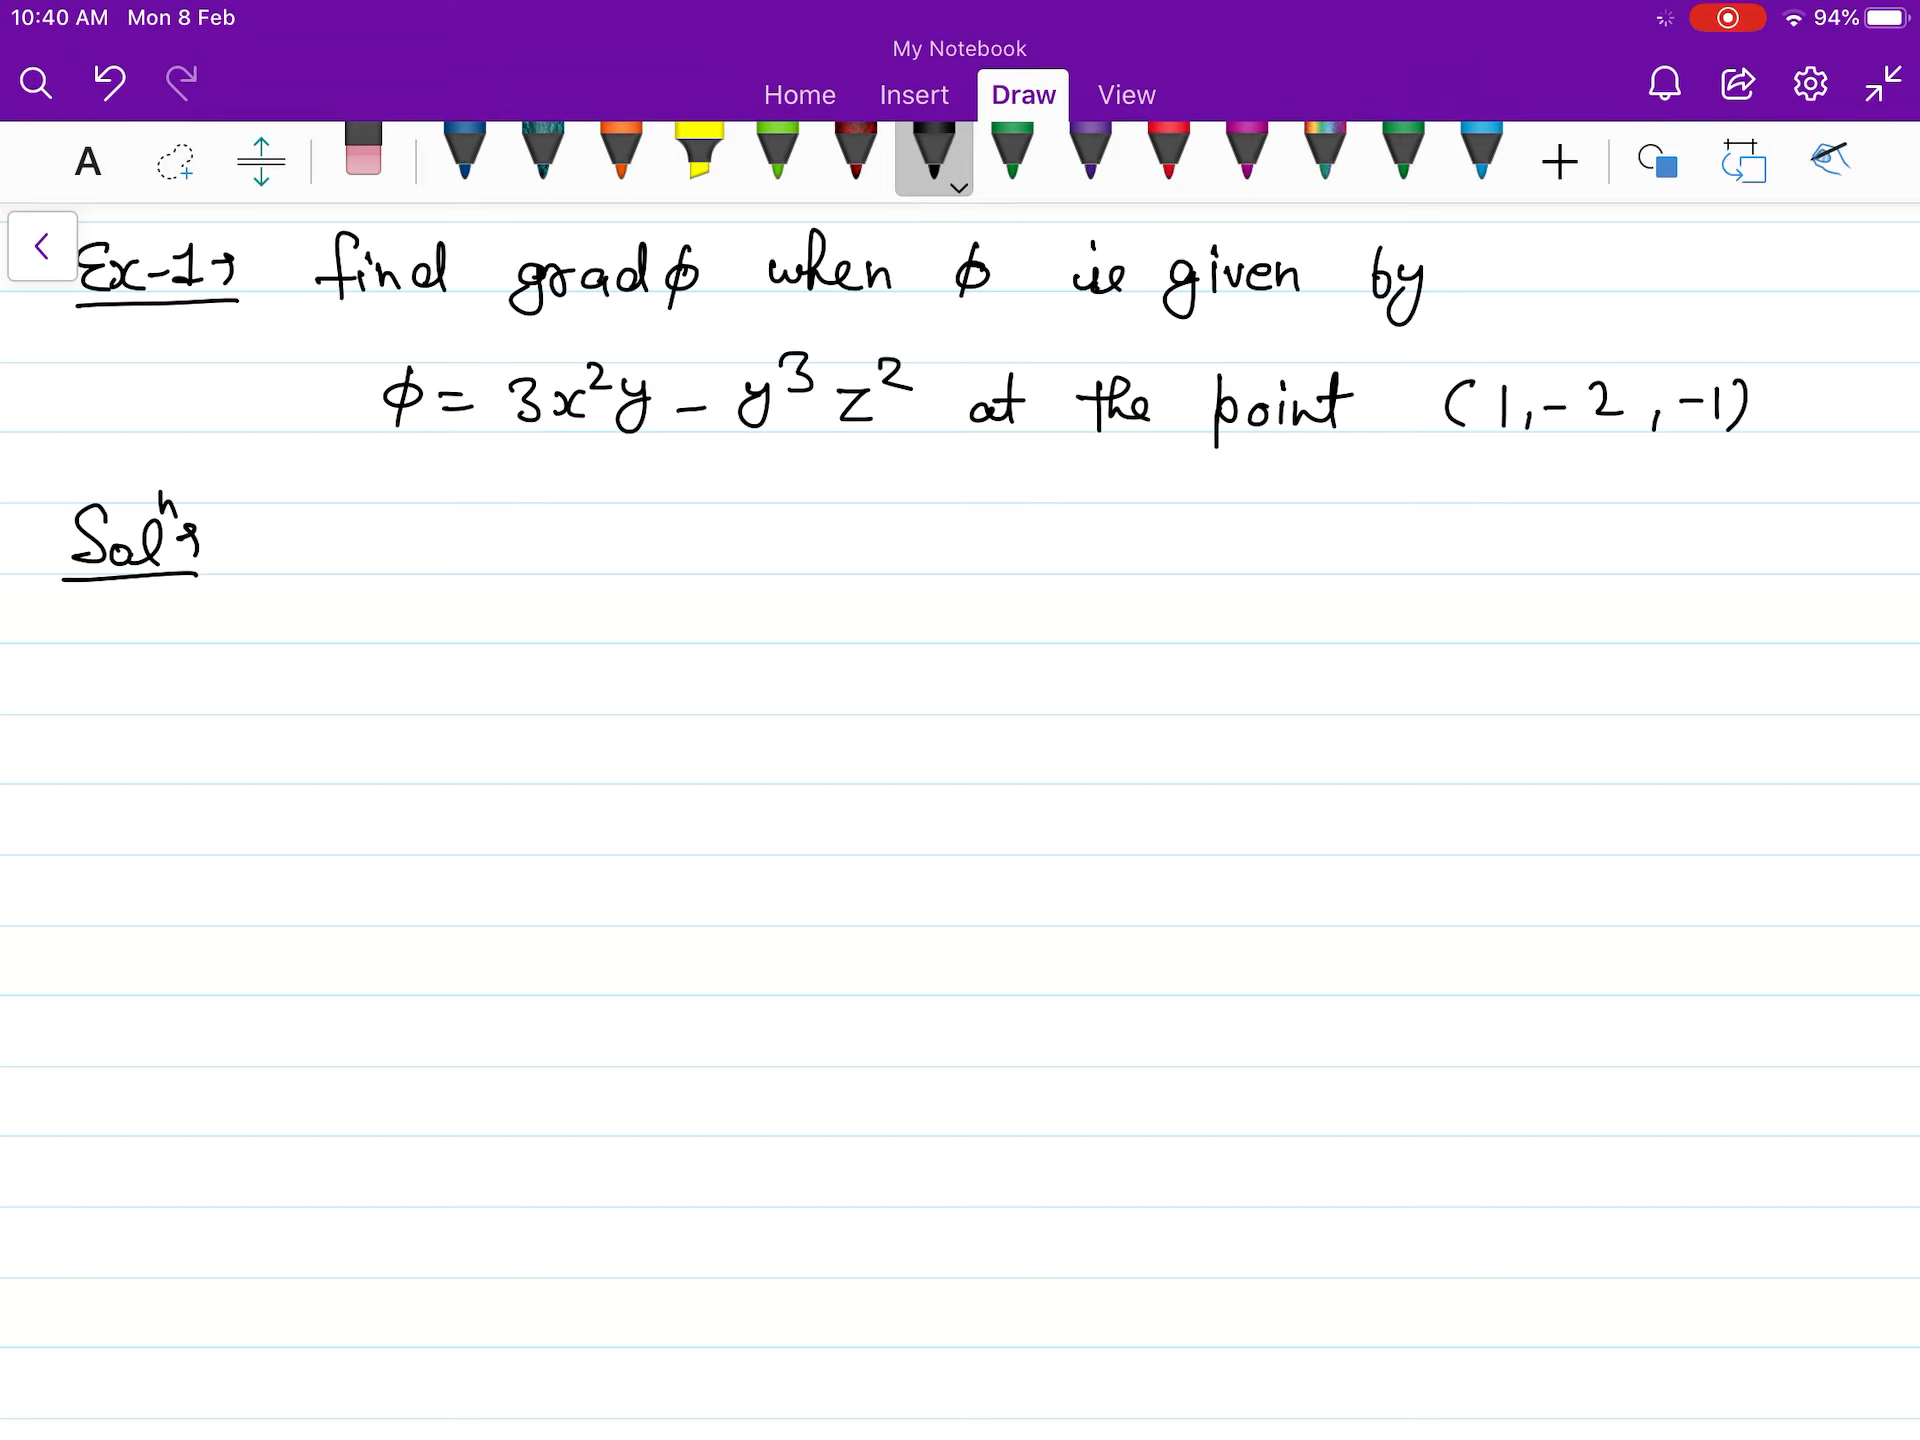 10:40 AM Mon 8 Feb
94%
My Notebook
Home Insert Draw View
A
Ex-1→ find grad ϕ when ϕ is given by
ϕ = 3x²y - y³z² at the point (1, -2, -1)
Solⁿ→